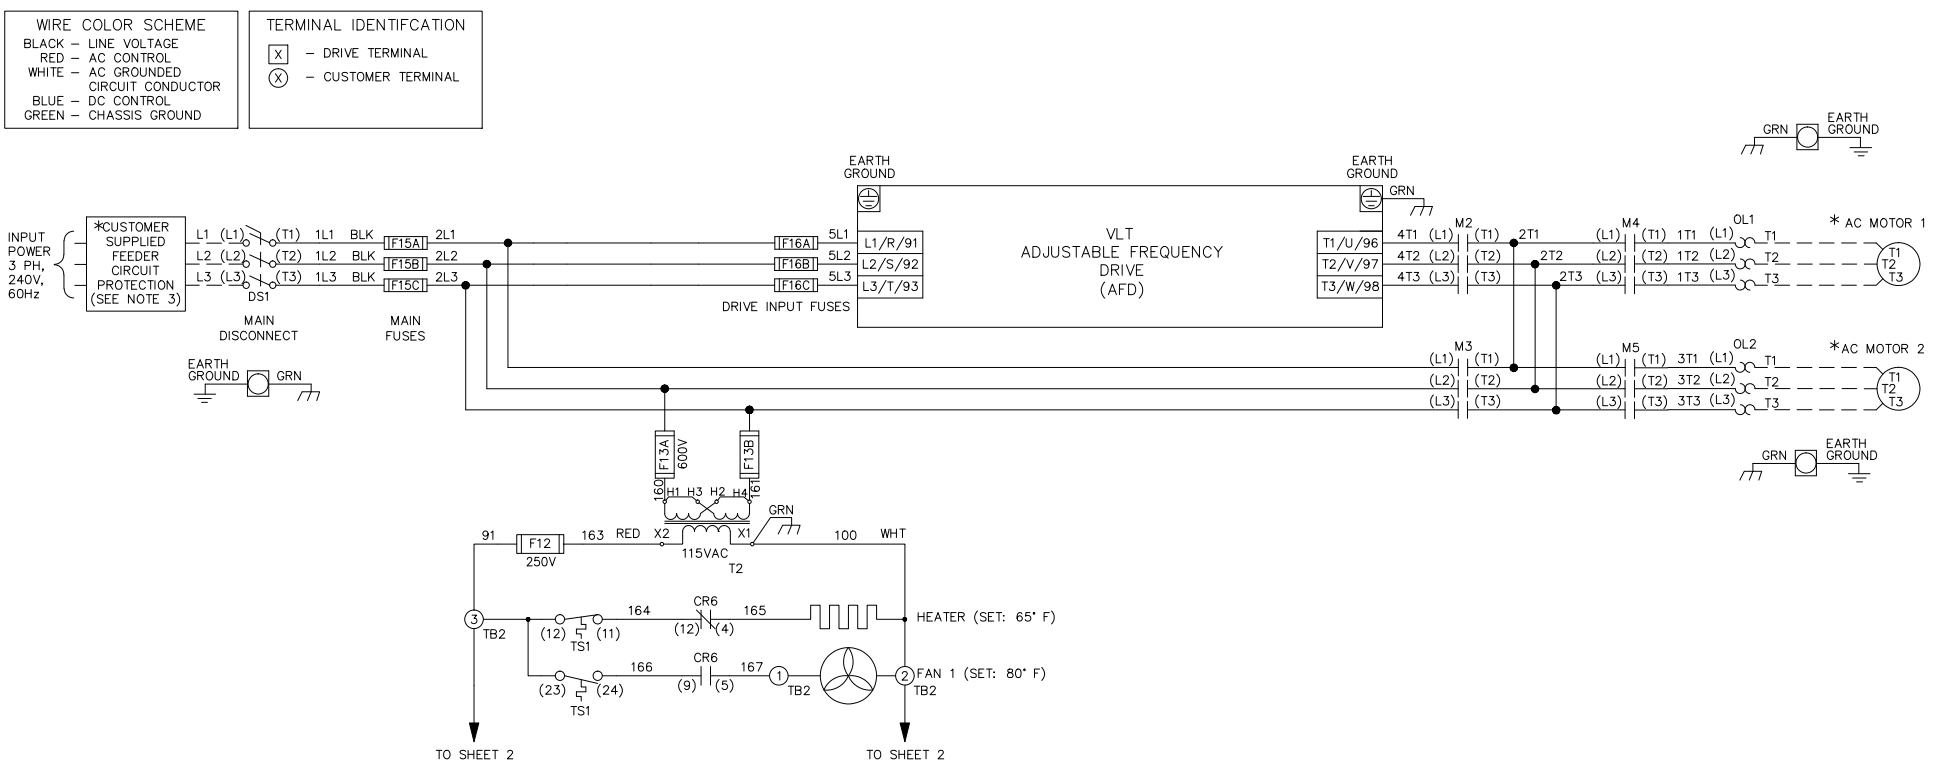 WIRE COLOR SCHEME
BLACK – LINE VOLTAGE
RED – AC CONTROL
WHITE – AC GROUNDED
CIRCUIT CONDUCTOR
BLUE – DC CONTROL
GREEN – CHASSIS GROUND
TERMINAL IDENTIFCATION
X – DRIVE TERMINAL
X – CUSTOMER TERMINAL
GRN
EARTH
GROUND
EARTH
GROUND
EARTH
GROUND
GRN
INPUT
POWER
3 PH,
240V,
60Hz
*CUSTOMER
SUPPLIED
FEEDER
CIRCUIT
PROTECTION
(SEE NOTE 3)
L1 (L1) (T1) 1L1 BLK F15A 2L1 F16A 5L1 L1/R/91
L2 (L2) (T2) 1L2 BLK F15B 2L2 F16B 5L2 L2/S/92
L3 (L3) (T3) 1L3 BLK F15C 2L3 F16C 5L3 L3/T/93
DS1
MAIN
DISCONNECT
MAIN
FUSES
DRIVE INPUT FUSES
VLT
ADJUSTABLE FREQUENCY
DRIVE
(AFD)
M2 M4 OL1 * AC MOTOR 1
T1/U/96 4T1 (L1) (T1) 2T1 (L1) (T1) 1T1 (L1) T1 T1
T2/V/97 4T2 (L2) (T2) 2T2 (L2) (T2) 1T2 (L2) T2 T2
T3/W/98 4T3 (L3) (T3) 2T3 (L3) (T3) 1T3 (L3) T3 T3
M3 M5 OL2 *AC MOTOR 2
(L1) (T1) (L1) (T1) 3T1 (L1) T1 T1
(L2) (T2) (L2) (T2) 3T2 (L2) T2 T2
(L3) (T3) (L3) (T3) 3T3 (L3) T3 T3
EARTH
GROUND
GRN
GRN
EARTH
GROUND
F13A
600V
F13B
160
161
H1 H3 H2 H4
GRN
91 F12 163 RED X2 X1 100 WHT
250V
115VAC
T2
3
TB2
(12) (11) 164 CR6 165 HEATER (SET: 65° F)
TS1
(12) (4)
(23) (24) 166 CR6 167 1 2 FAN 1 (SET: 80° F)
TS1
(9) (5)
TB2
TB2
TO SHEET 2
TO SHEET 2